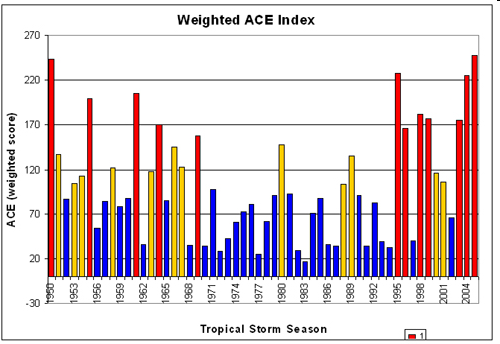 Weighted ACE Index
270
220
170
120
70
20
-30
ACE (weighted score)
1950 1953 1956 1959 1962 1965 1968 1971 1974 1977 1980 1983 1986 1989 1992 1995 1998 2001 2004
Tropical Storm Season
1